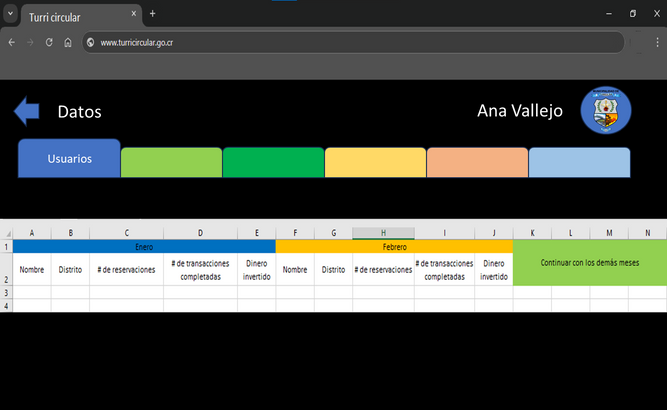 Turri circular
www.turricircular.go.cr
Datos
Ana Vallejo
Usuarios
A B C D E F G H I J K L M N
1 Enero Febrero
Continuar con los demás meses
2 Nombre Distrito # de reservaciones # de transacciones completadas Dinero invertido Nombre Distrito # de reservaciones # de transacciones completadas Dinero invertido
3
4